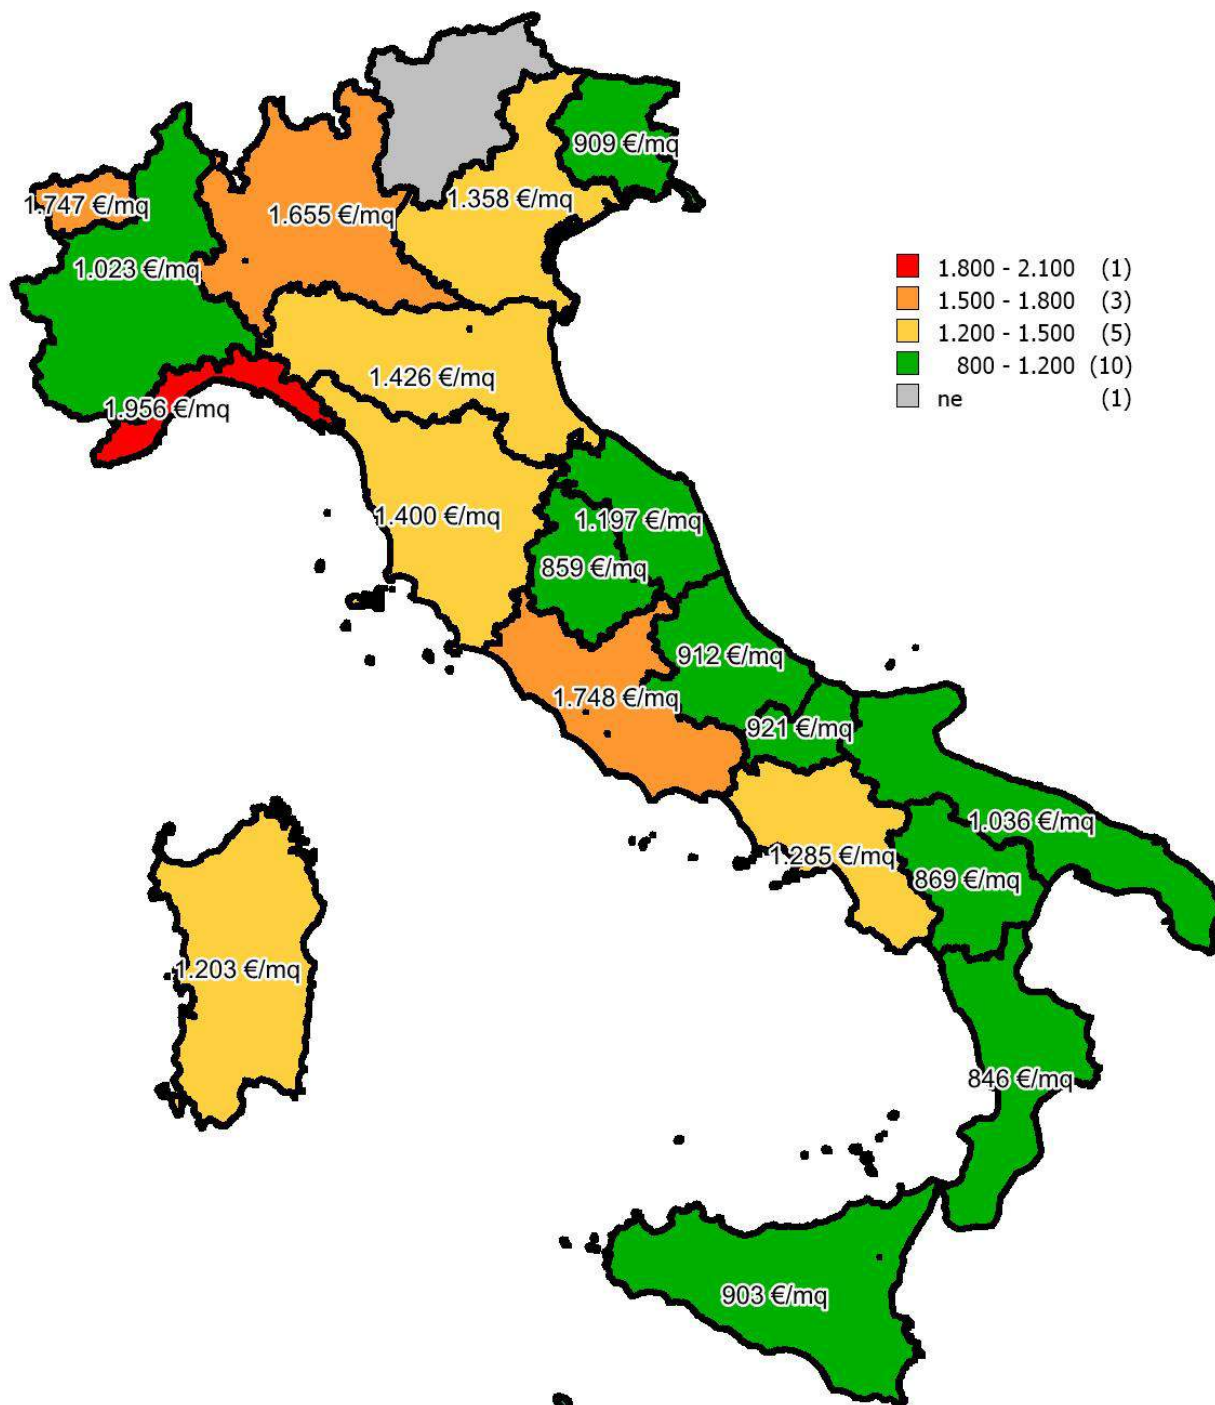 909 €/mq
1.358 €/mq
1.747 €/mq
1.655 €/mq
1.023 €/mq
1.800 - 2.100 (1)
1.500 - 1.800 (3)
1.200 - 1.500 (5)
800 - 1.200 (10)
ne (1)
1.426 €/mq
1.956 €/mq
1.400 €/mq
1.197 €/mq
859 €/mq
912 €/mq
1.748 €/mq
921 €/mq
1.036 €/mq
1.285 €/mq
869 €/mq
1.203 €/mq
846 €/mq
903 €/mq